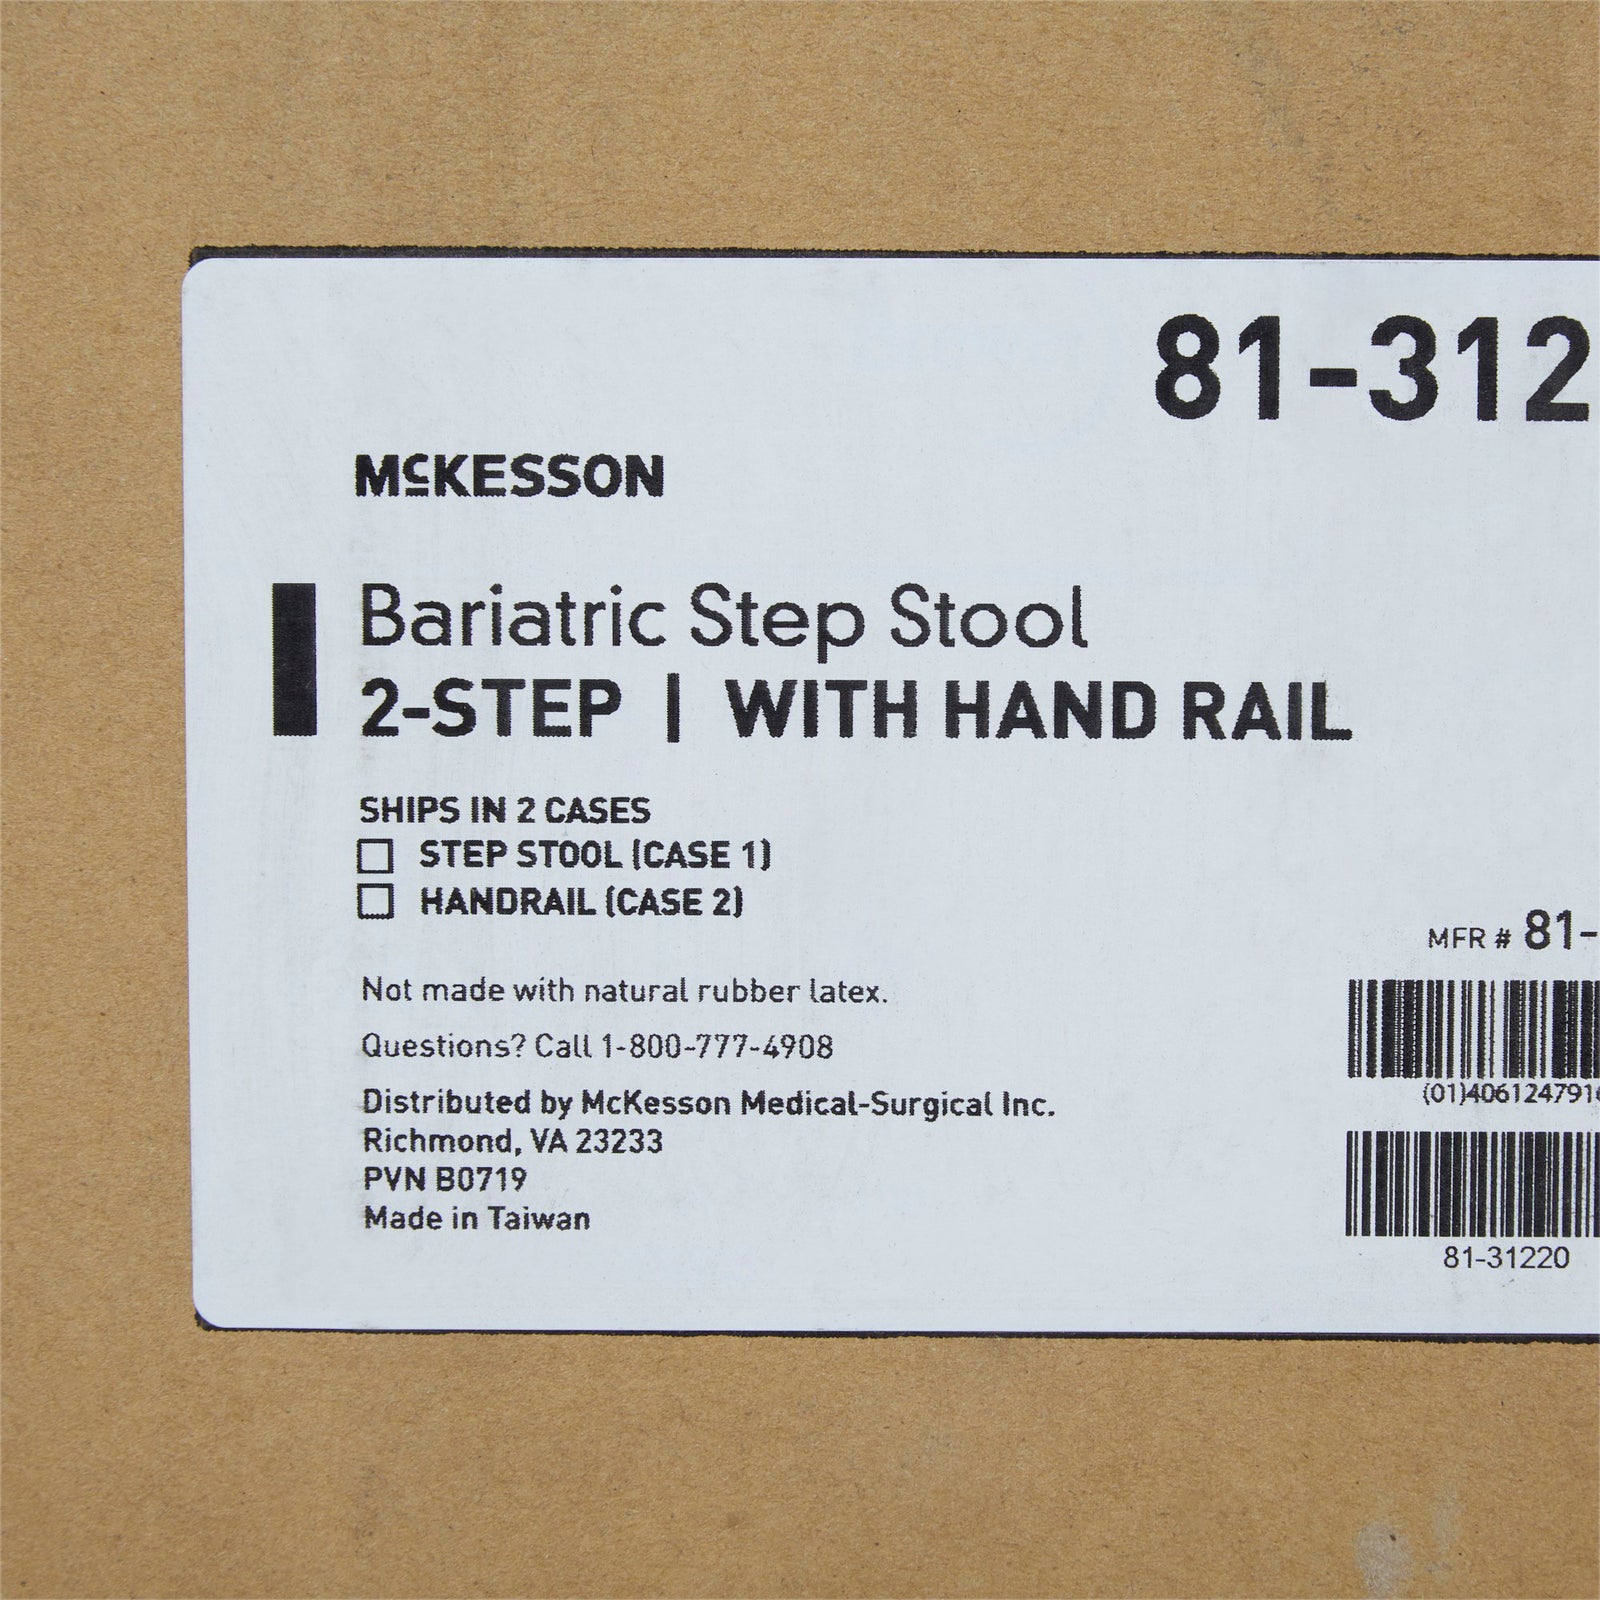 81-312
McKESSON
Bariatric Step Stool
2-STEP | WITH HAND RAIL
SHIPS IN 2 CASES
STEP STOOL (CASE 1)
HANDRAIL (CASE 2)
MFR # 81-
Not made with natural rubber latex.
Questions? Call 1-800-777-4908
(01)4061247916
Distributed by McKesson Medical-Surgical Inc.
Richmond, VA 23233
PVN B0719
Made in Taiwan
81-31220